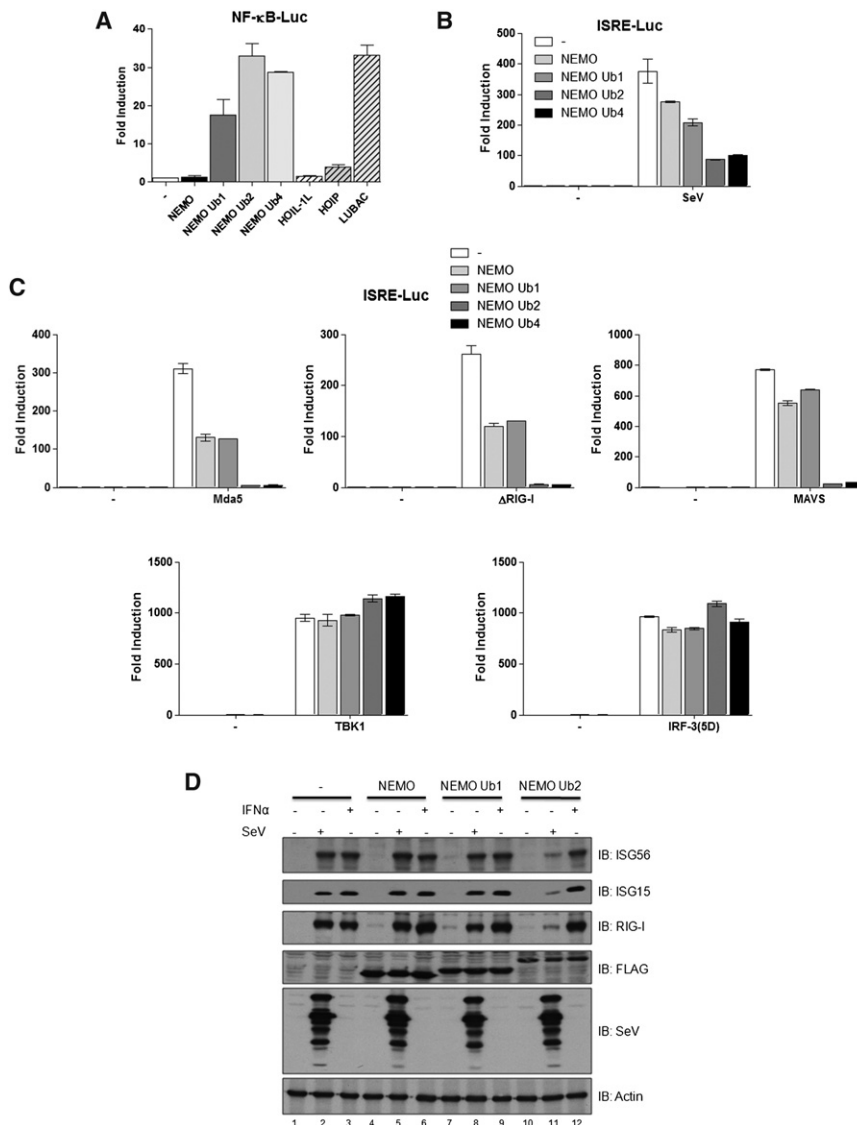 A
NF-κB-Luc
Fold Induction
40
30
20
10
0
-
NEMO
NEMO Ub1
NEMO Ub2
NEMO Ub4
HOIL-1L
HOIP
LUBAC
B
ISRE-Luc
Fold Induction
500
400
300
200
100
0
-
NEMO
NEMO Ub1
NEMO Ub2
NEMO Ub4
-
SeV
C
ISRE-Luc
-
NEMO
NEMO Ub1
NEMO Ub2
NEMO Ub4
Fold Induction
400
300
200
100
0
-
Mda5
Fold Induction
300
200
100
0
-
ΔRIG-I
Fold Induction
1000
800
600
400
200
0
-
MAVS
Fold Induction
1500
1000
500
0
-
TBK1
Fold Induction
1500
1000
500
0
-
IRF-3(5D)
D
- NEMO NEMO Ub1 NEMO Ub2
IFNα - - + - - + - - + - - +
SeV - + - - + - - + - - + -
IB: ISG56
IB: ISG15
IB: RIG-I
IB: FLAG
IB: SeV
IB: Actin
1 2 3 4 5 6 7 8 9 10 11 12